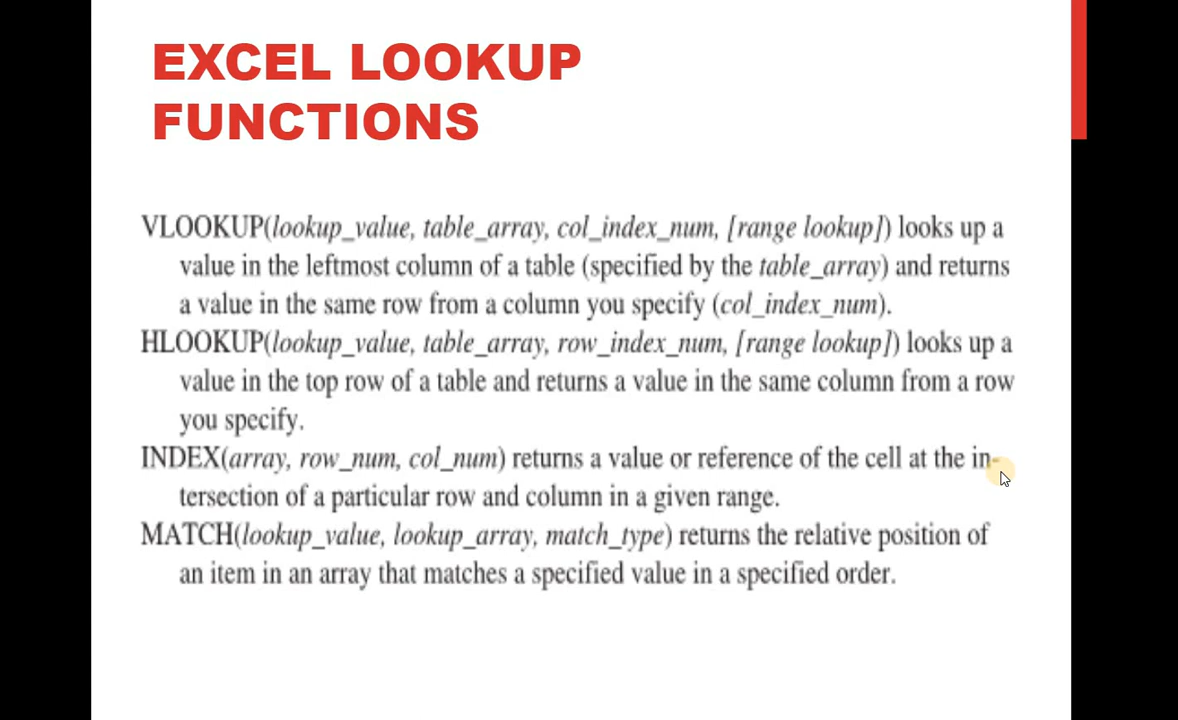 EXCEL LOOKUP
FUNCTIONS
VLOOKUP(lookup_value, table_array, col_index_num, [range lookup]) looks up a
value in the leftmost column of a table (specified by the table_array) and returns
a value in the same row from a column you specify (col_index_num).
HLOOKUP(lookup_value, table_array, row_index_num, [range lookup]) looks up a
value in the top row of a table and returns a value in the same column from a row
you specify.
INDEX(array, row_num, col_num) returns a value or reference of the cell at the in-
tersection of a particular row and column in a given range.
MATCH(lookup_value, lookup_array, match_type) returns the relative position of
an item in an array that matches a specified value in a specified order.